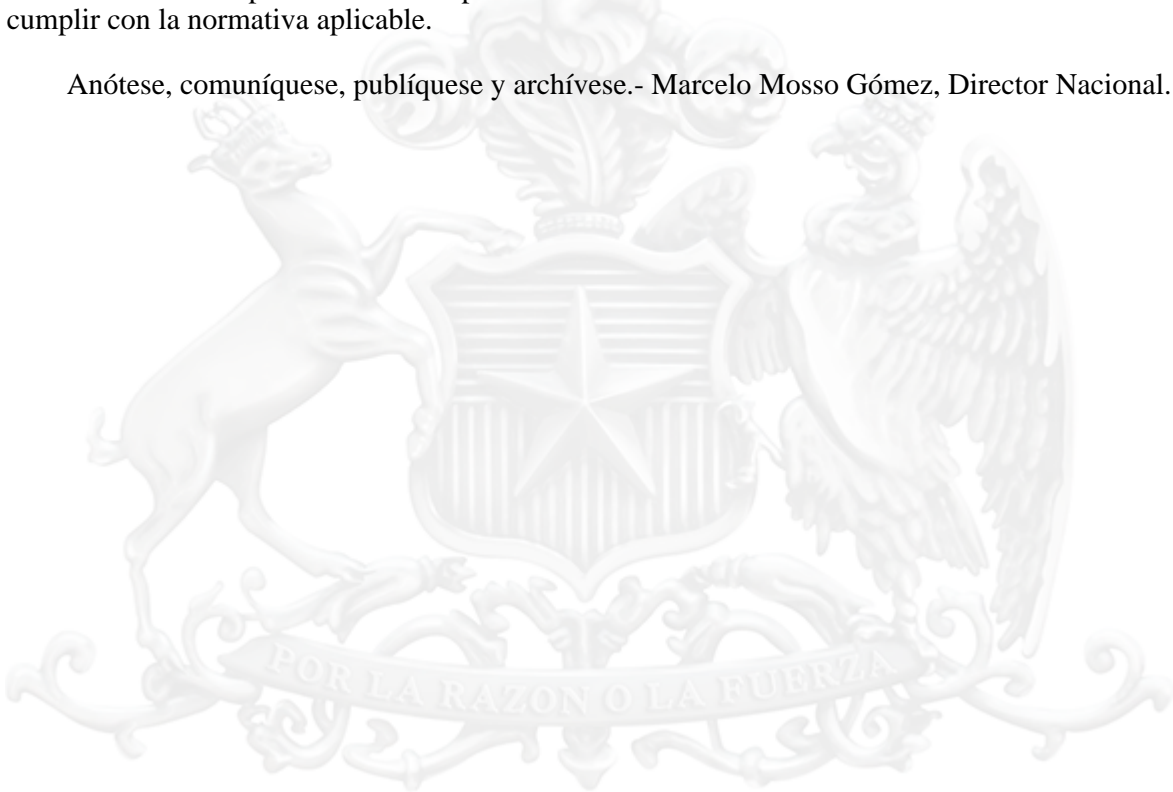 cumplir con la normativa aplicable.
Anótese, comuníquese, publíquese y archívese.- Marcelo Mosso Gómez, Director Nacional.
POR LA RAZON O LA FUERZA